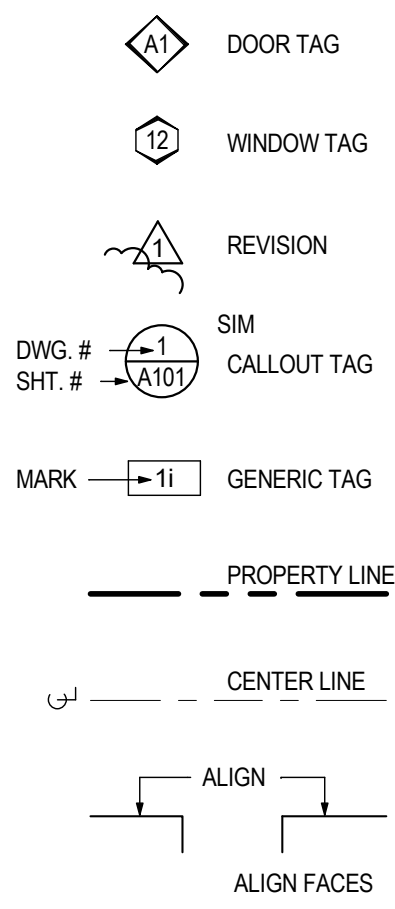 A1 DOOR TAG
12 WINDOW TAG
1 REVISION
SIM
DWG. # 1
CALLOUT TAG
SHT. # A101
MARK 1i GENERIC TAG
PROPERTY LINE
CENTER LINE
ALIGN
ALIGN FACES